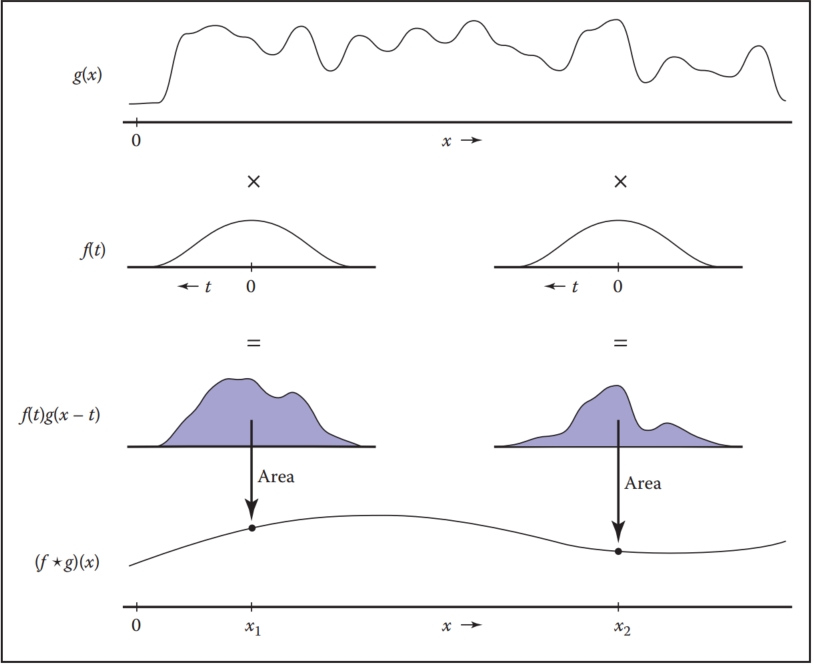 g(x)
0 x →
× ×
f(t)
← t 0 ← t 0
= =
f(t)g(x − t)
Area Area
(f ⋆ g)(x)
0 x₁ x → x₂